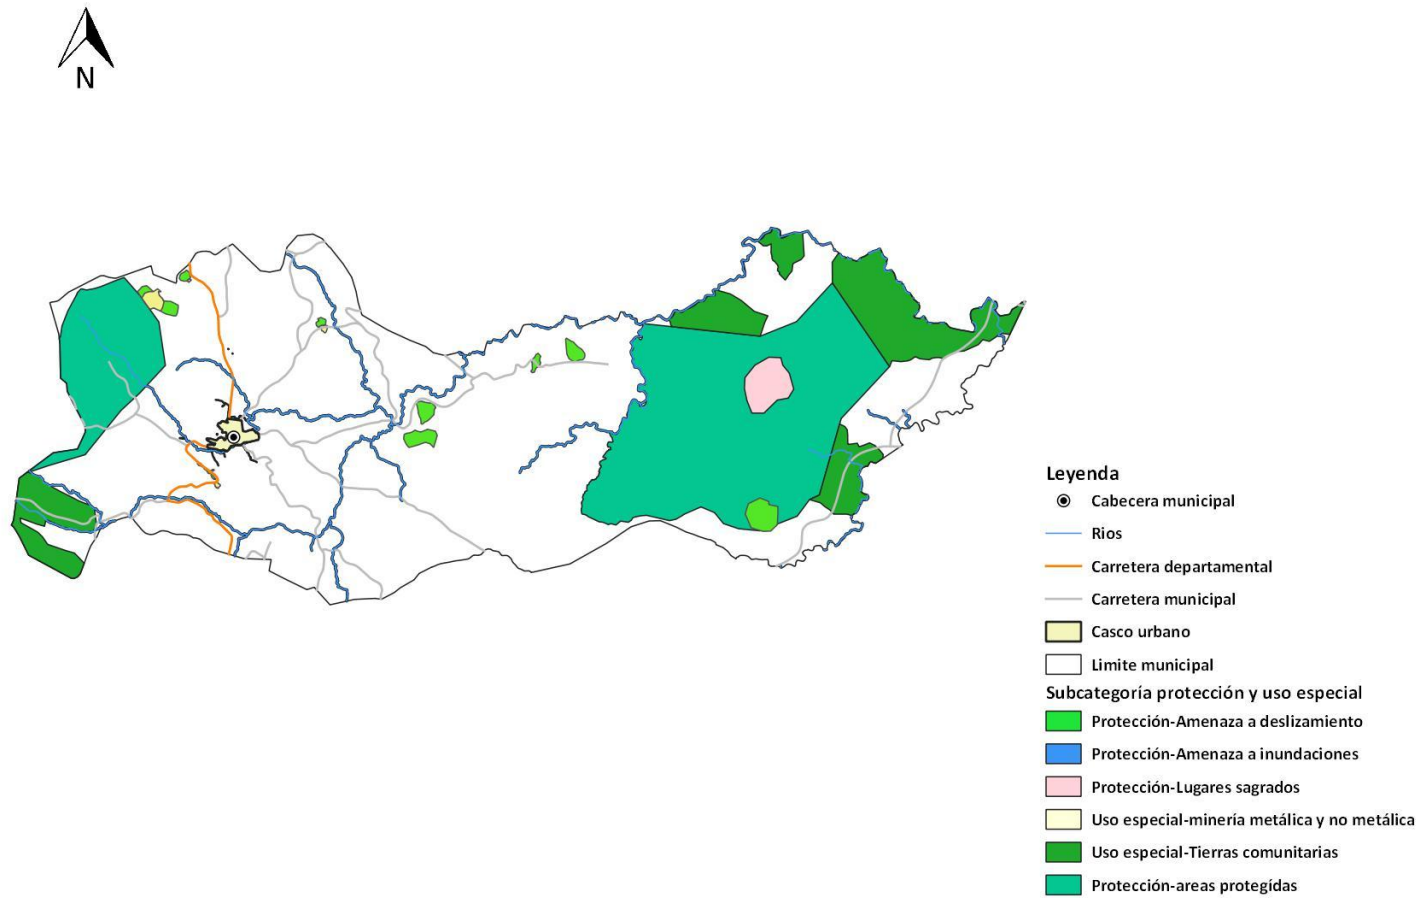 N
Leyenda
Cabecera municipal
Rios
Carretera departamental
Carretera municipal
Casco urbano
Limite municipal
Subcategoría protección y uso especial
Protección-Amenaza a deslizamiento
Protección-Amenaza a inundaciones
Protección-Lugares sagrados
Uso especial-minería metálica y no metálica
Uso especial-Tierras comunitarias
Protección-areas protegídas